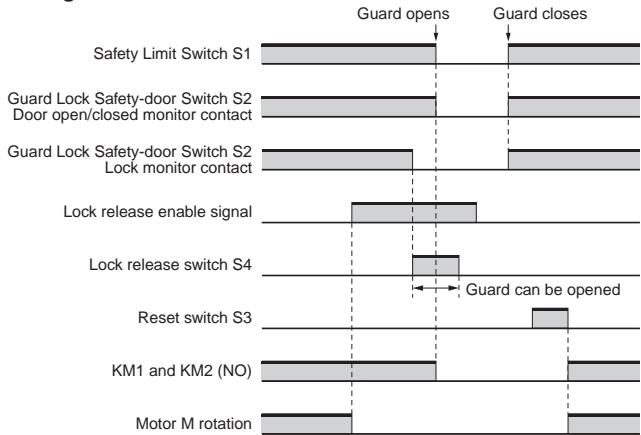 Guard opens
Guard closes
Safety Limit Switch S1
Guard Lock Safety-door Switch S2
Door open/closed monitor contact
Guard Lock Safety-door Switch S2
Lock monitor contact
Lock release enable signal
Lock release switch S4
Guard can be opened
Reset switch S3
KM1 and KM2 (NO)
Motor M rotation